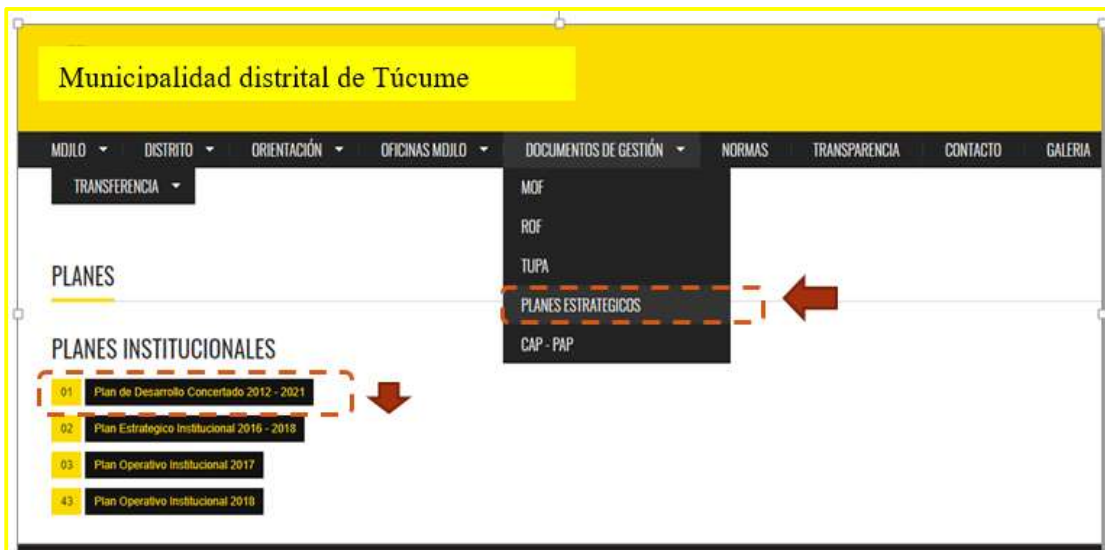 Municipalidad distrital de Túcume
MDJLO DISTRITO ORIENTACIÓN OFICINAS MDJLO DOCUMENTOS DE GESTIÓN NORMAS TRANSPARENCIA CONTACTO GALERIA
TRANSFERENCIA
MOF
ROF
TUPA
PLANES ESTRATEGICOS
CAP - PAP
PLANES
PLANES INSTITUCIONALES
01 Plan de Desarrollo Concertado 2012 - 2021
02 Plan Estrategico Institucional 2016 - 2018
03 Plan Operativo Institucional 2017
43 Plan Operativo Institucional 2018